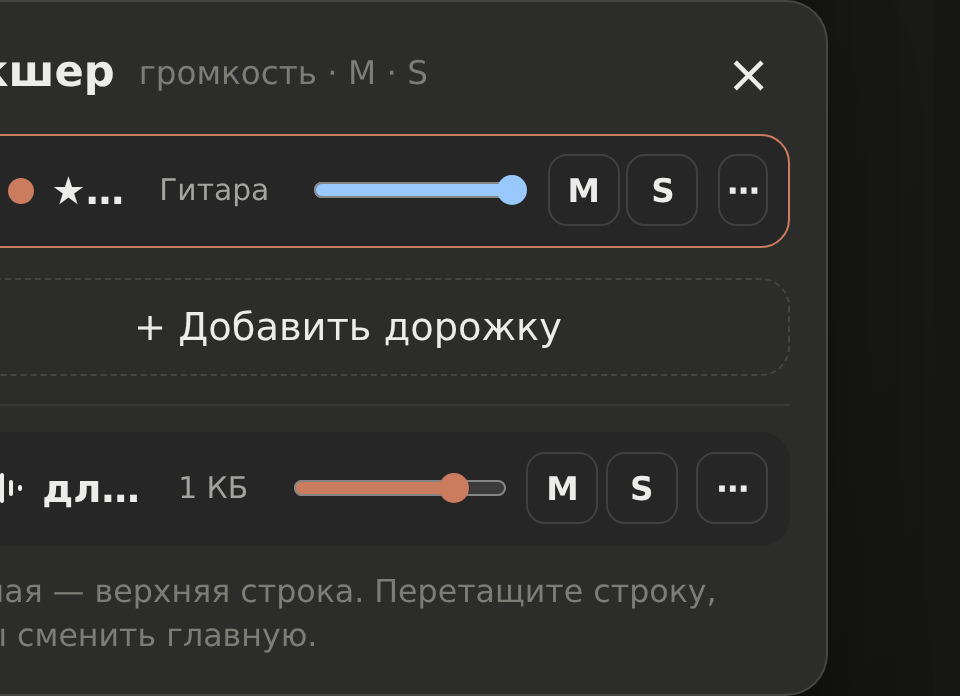 кшер громкость · M · S ×
★... Гитара M S ...
+ Добавить дорожку
дл... 1 КБ M S ...
ная — верхняя строка. Перетащите строку,
ы сменить главную.